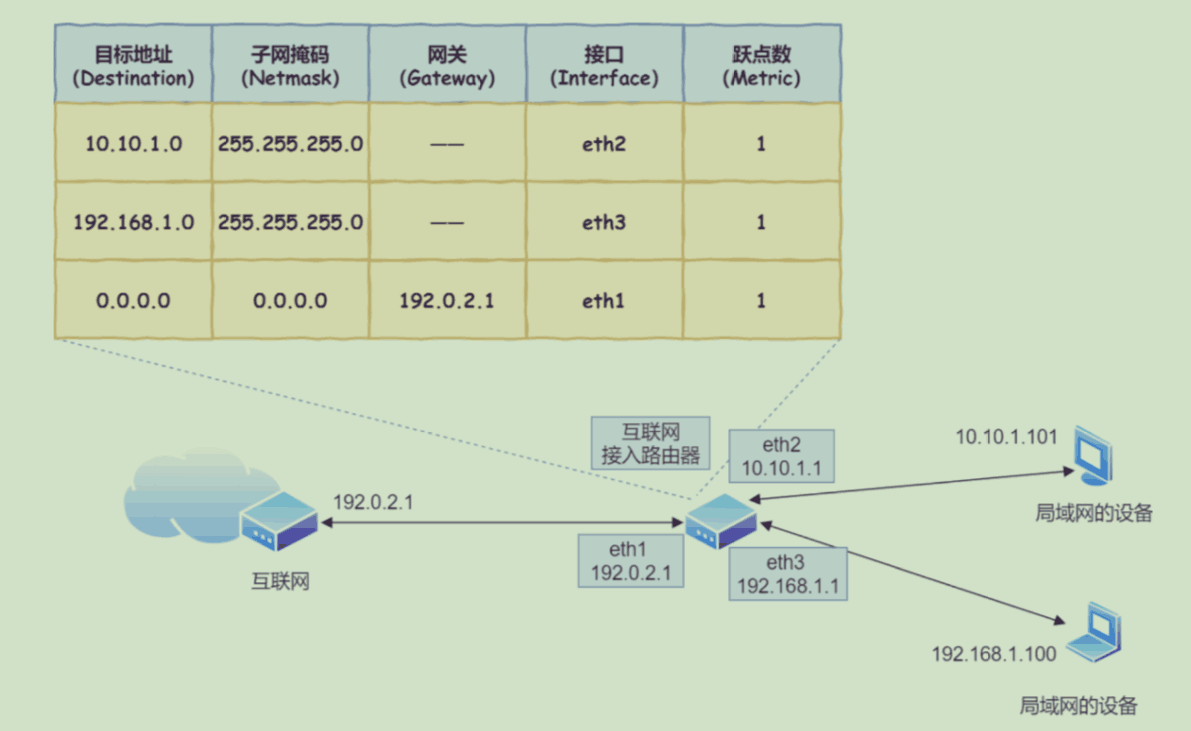 目标地址 子网掩码 网关 接口 跃点数
(Destination) (Netmask) (Gateway) (Interface) (Metric)
10.10.1.0 255.255.255.0 —— eth2 1
192.168.1.0 255.255.255.0 —— eth3 1
0.0.0.0 0.0.0.0 192.0.2.1 eth1 1
互联网
接入路由器
eth2
10.10.1.1
10.10.1.101
局域网的设备
192.0.2.1
互联网
eth1
192.0.2.1
eth3
192.168.1.1
192.168.1.100
局域网的设备